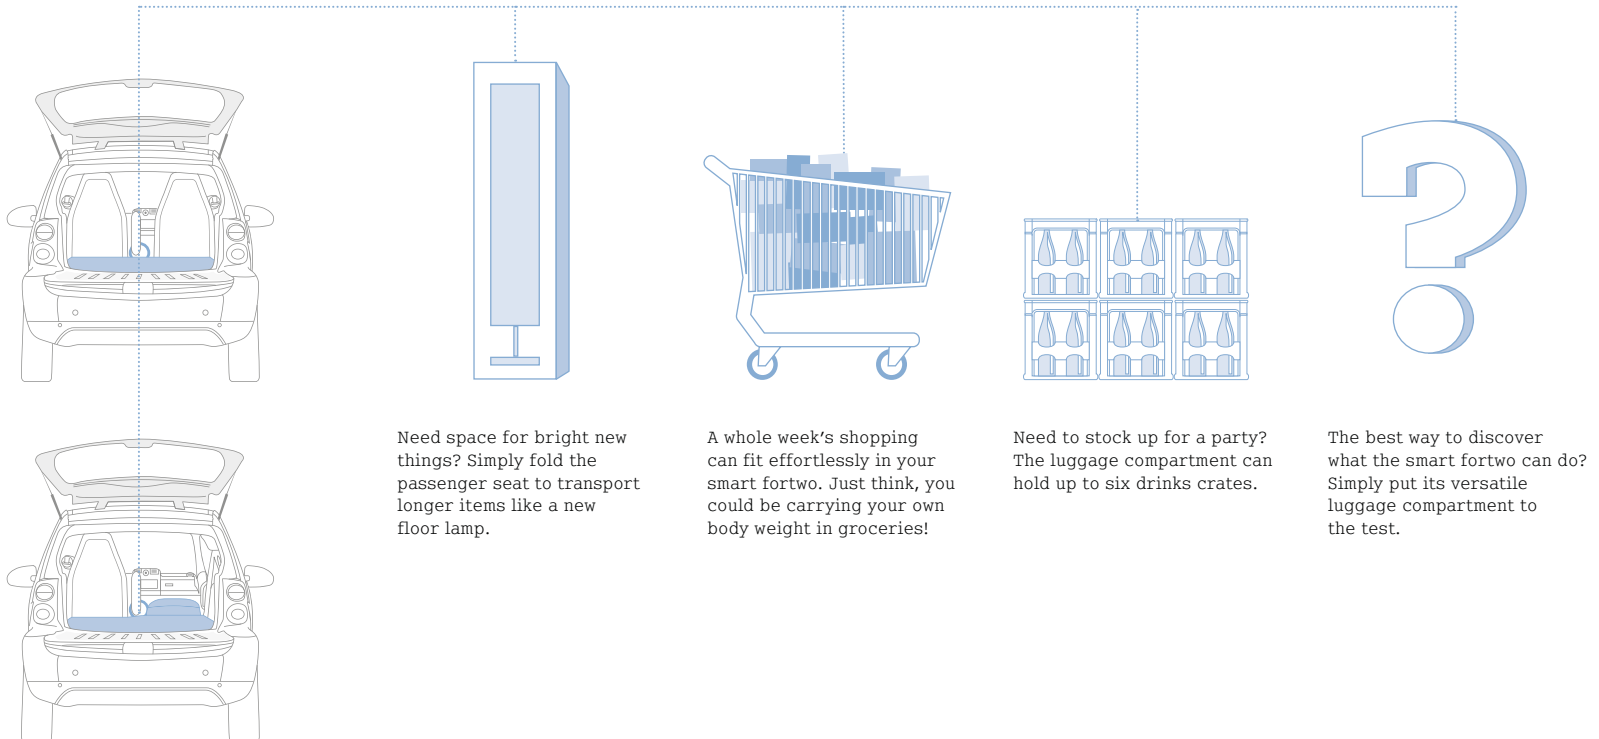 Need space for bright new
things? Simply fold the
passenger seat to transport
longer items like a new
floor lamp.
A whole week's shopping
can fit effortlessly in your
smart fortwo. Just think, you
could be carrying your own
body weight in groceries!
Need to stock up for a party?
The luggage compartment can
hold up to six drinks crates.
The best way to discover
what the smart fortwo can do?
Simply put its versatile
luggage compartment to
the test.